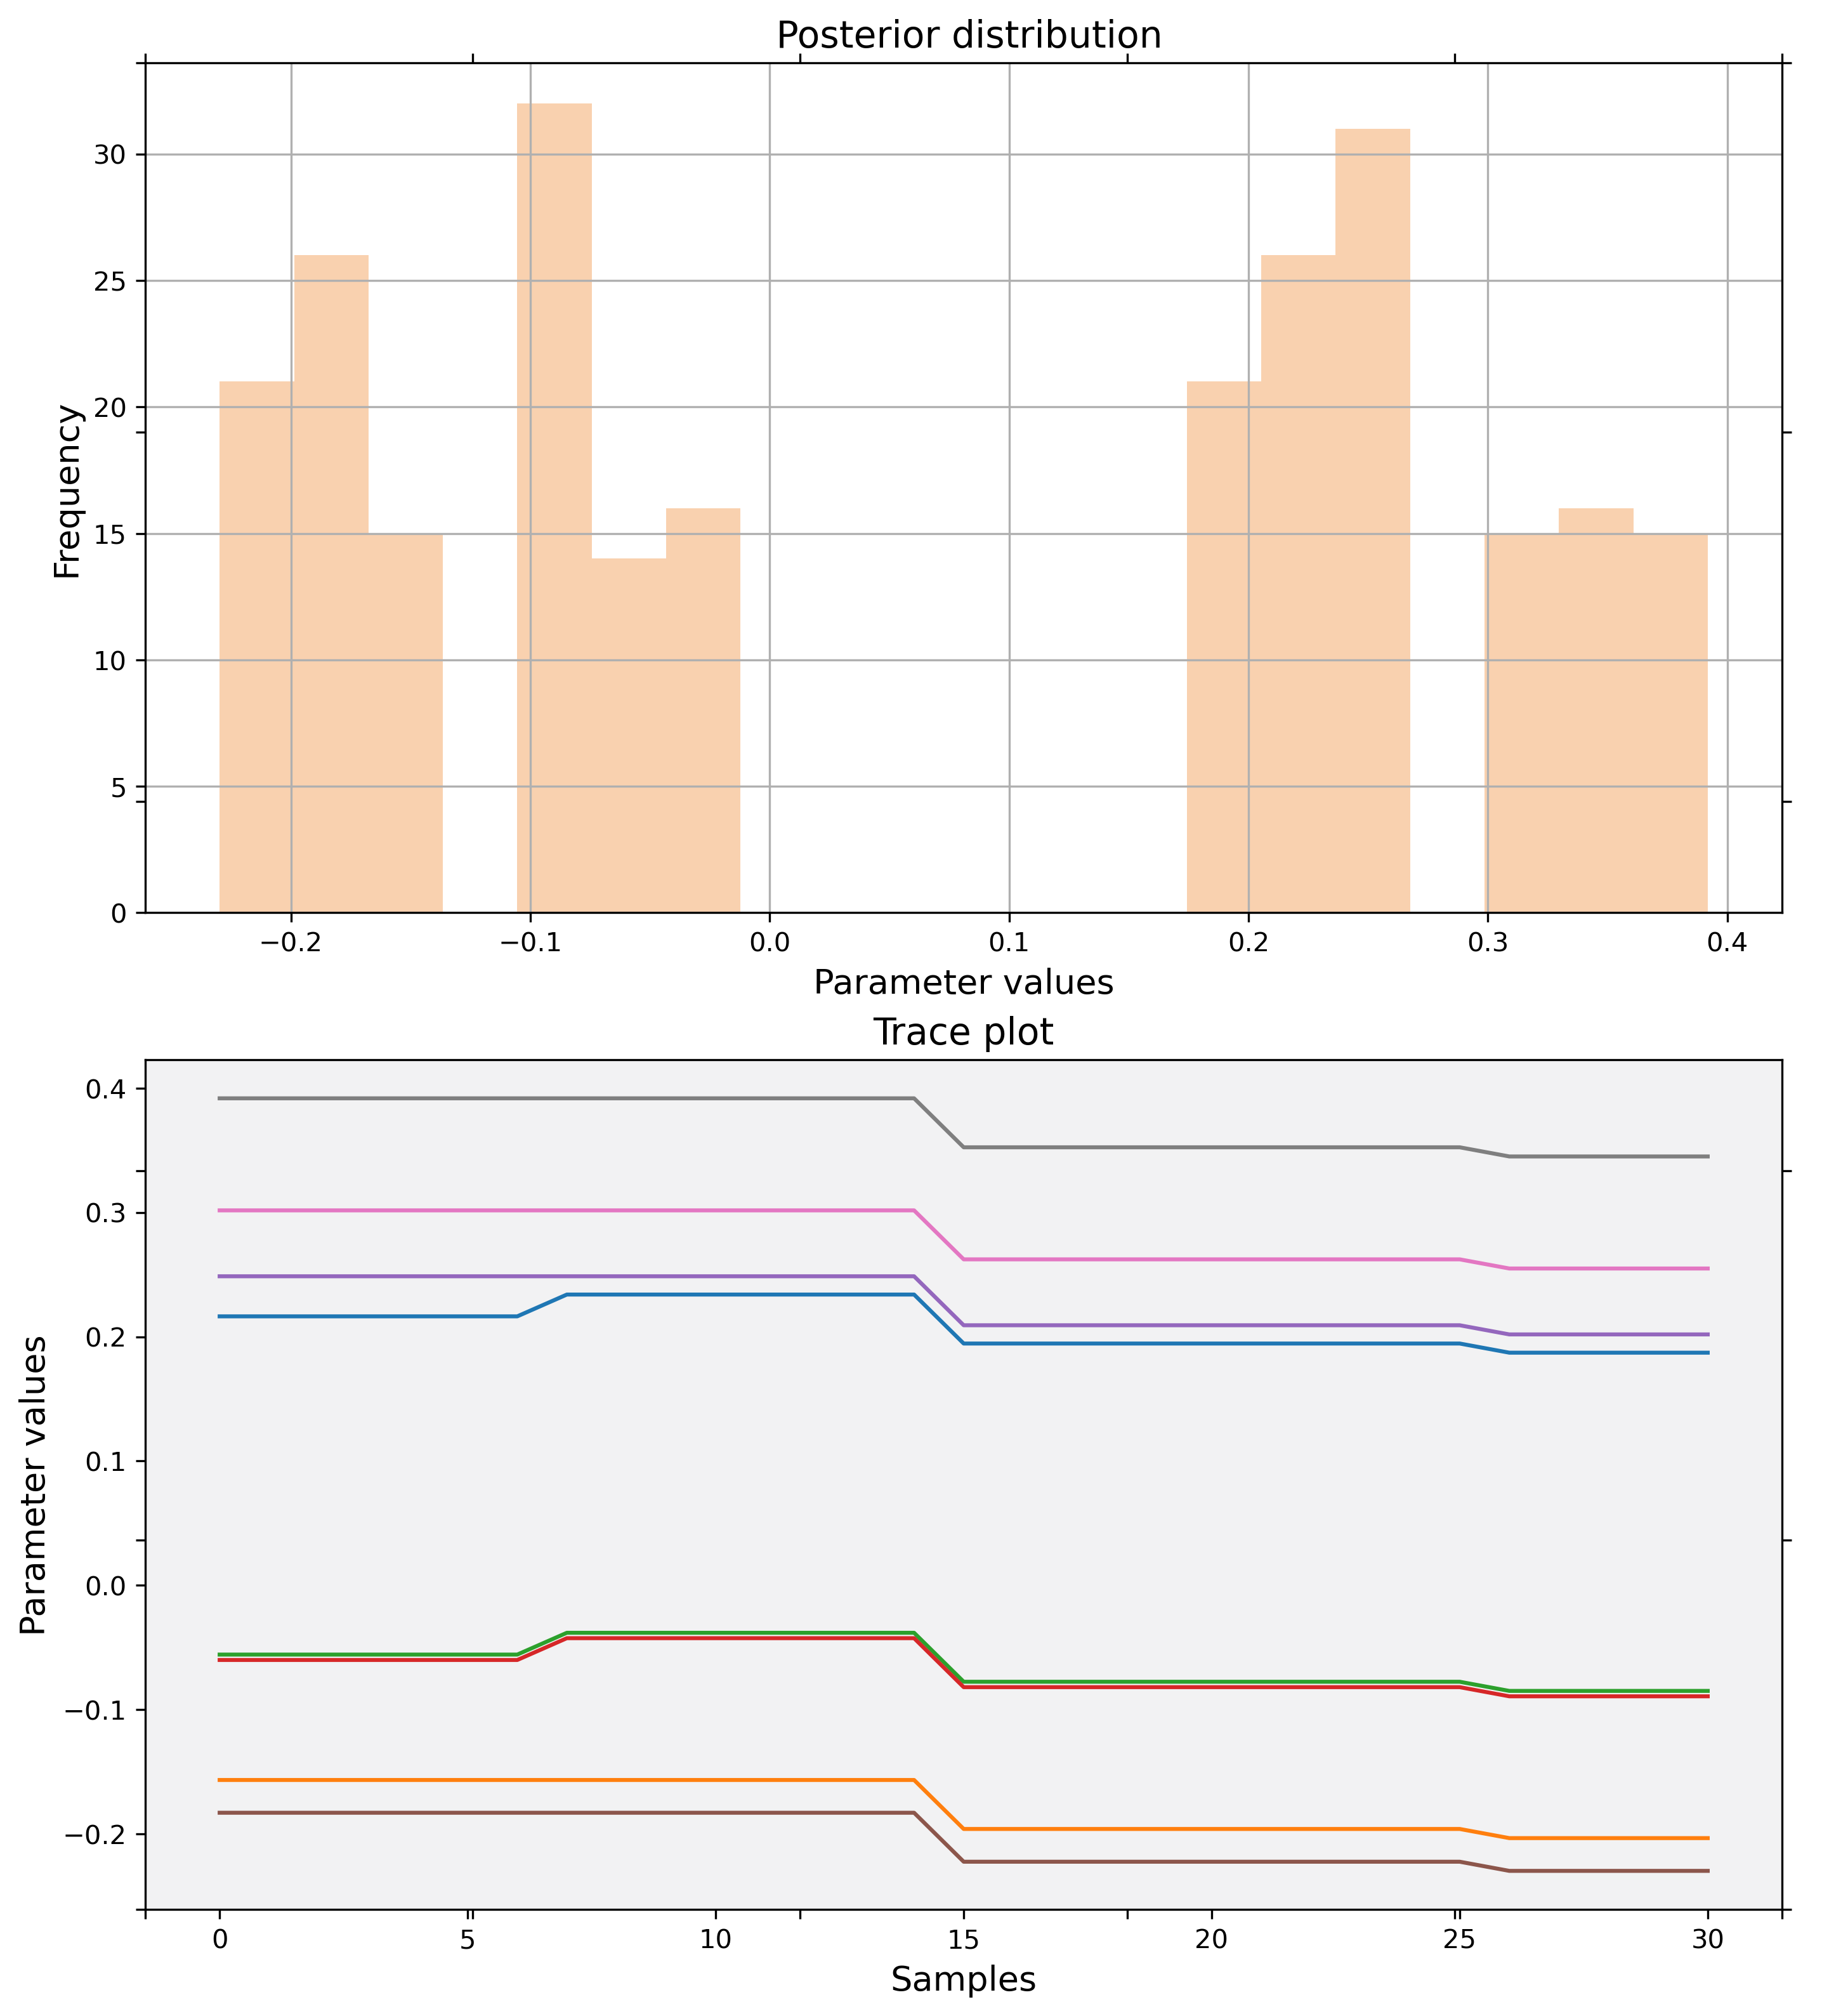 Posterior distribution
30
25
20
15
10
5
0
Frequency
−0.2 −0.1 0.0 0.1 0.2 0.3 0.4
Parameter values
Trace plot
0.4
0.3
0.2
0.1
0.0
−0.1
−0.2
Parameter values
0 5 10 15 20 25 30
Samples